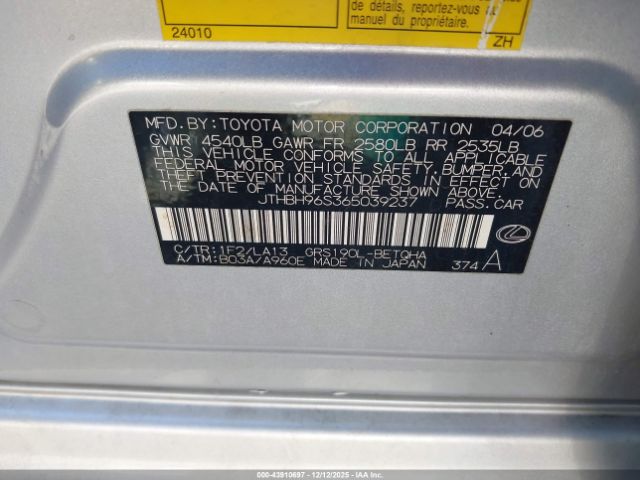 de détails, reportez-vous au
manuel du propriétaire.
24010 ZH
MFD. BY: TOYOTA MOTOR CORPORATION 04/06
GVWR 4540LB GAWR FR 2580LB RR 2535LB
THIS VEHICLE CONFORMS TO ALL APPLICABLE
FEDERAL MOTOR VEHICLE SAFETY, BUMPER, AND
THEFT PREVENTION STANDARDS IN EFFECT ON
THE DATE OF MANUFACTURE SHOWN ABOVE.
JTHBH96S365039237 PASS. CAR
C/TR: 1F2/LA13 GRS190L-BETQHA
A/TM: B03A/A960E MADE IN JAPAN 374 A
000-43910697 - 12/12/2025 - IAAI.COM